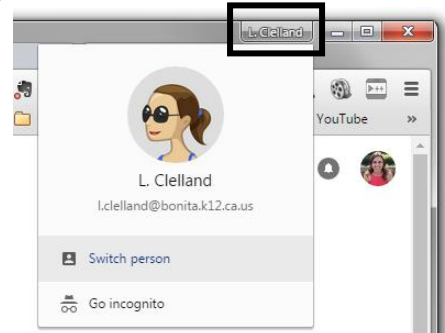 L. Clelland
YouTube
»
L. Clelland
l.clelland@bonita.k12.ca.us
Switch person
Go incognito